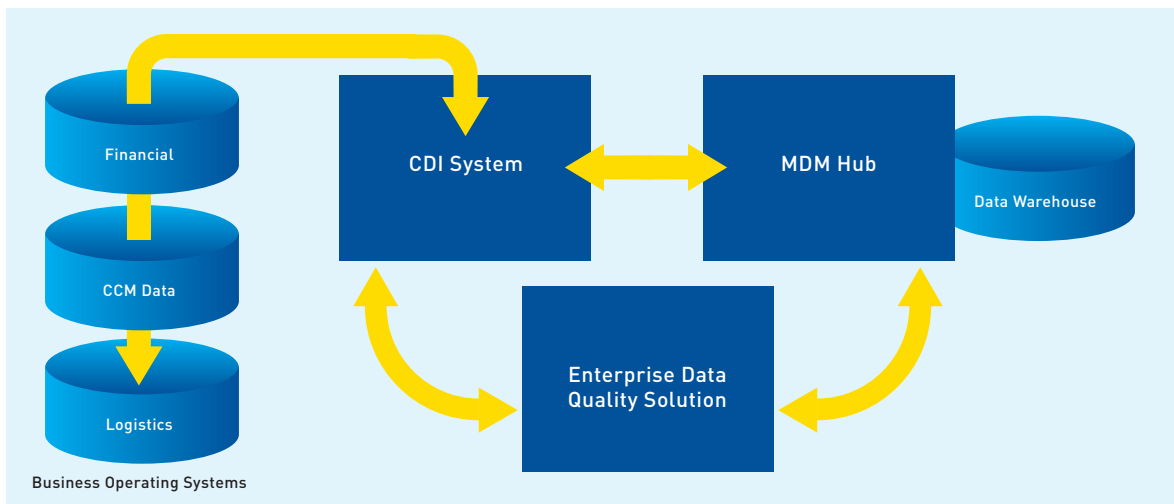 Financial
CCM Data
Logistics
Business Operating Systems
CDI System
MDM Hub
Data Warehouse
Enterprise Data
Quality Solution